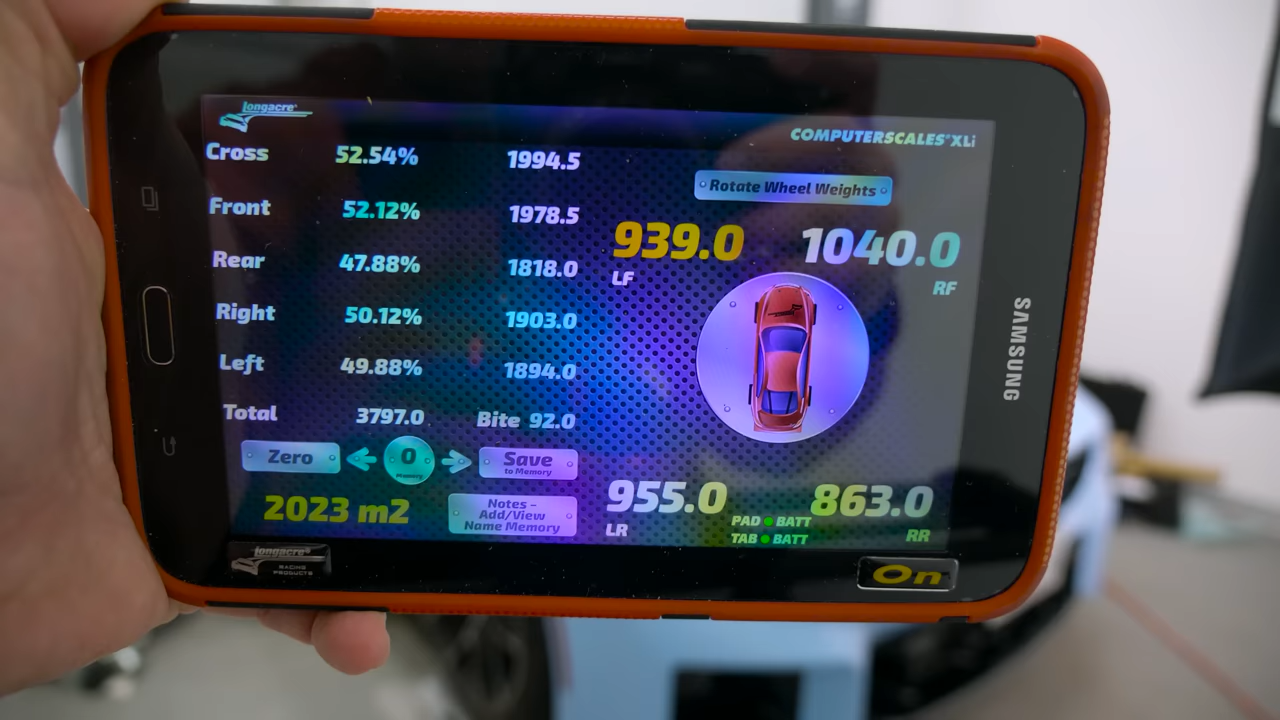 longacre®
COMPUTERSCALES® XLi
Cross 52.54% 1994.5
Rotate Wheel Weights
Front 52.12% 1978.5
939.0 1040.0
LF RF
Rear 47.88% 1818.0
Right 50.12% 1903.0
Left 49.88% 1894.0
Total 3797.0 Bite 92.0
Zero 0 Save
to Memory
2023 m2
Notes -
Add/View
Name Memory
955.0 863.0
LR RR
PAD BATT
TAB BATT
longacre®
RACING
PRODUCTS
On
SAMSUNG